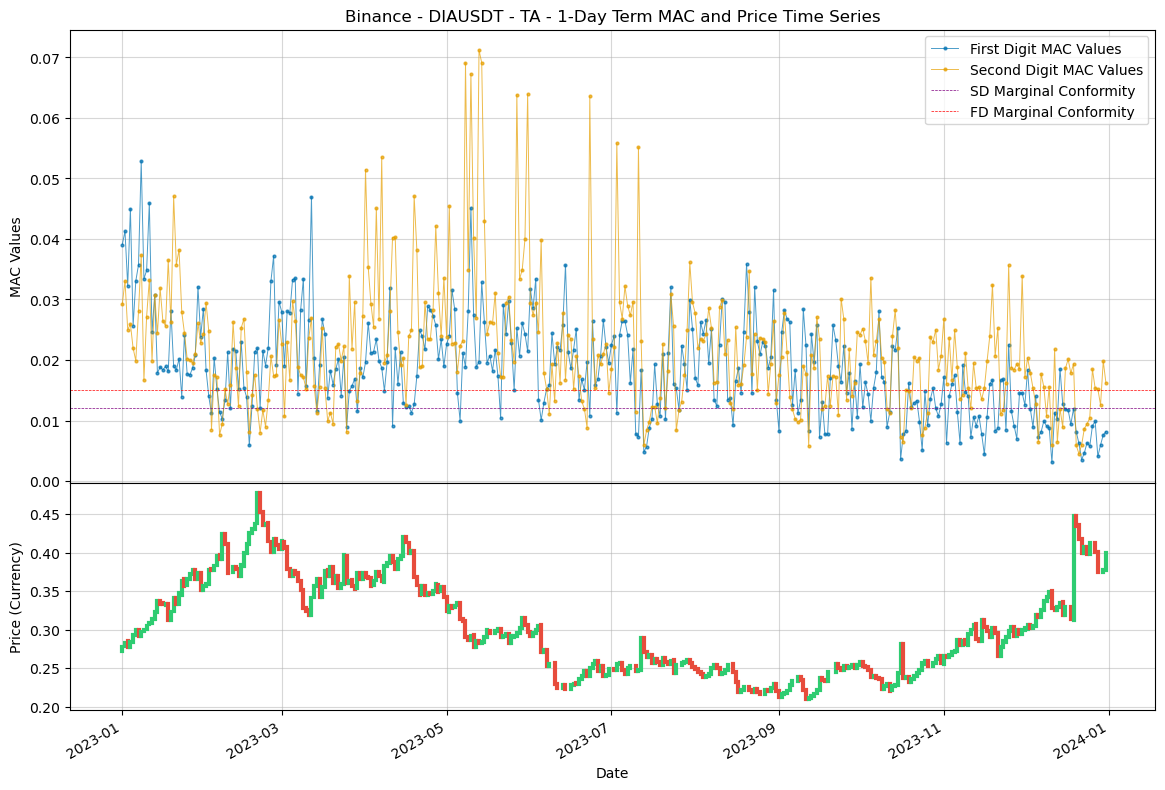 Binance - DIAUSDT - TA - 1-Day Term MAC and Price Time Series
First Digit MAC Values
Second Digit MAC Values
SD Marginal Conformity
FD Marginal Conformity
MAC Values
0.07
0.06
0.05
0.04
0.03
0.02
0.01
0.00
Price (Currency)
0.45
0.40
0.35
0.30
0.25
0.20
2023-01
2023-03
2023-05
2023-07
2023-09
2023-11
2024-01
Date